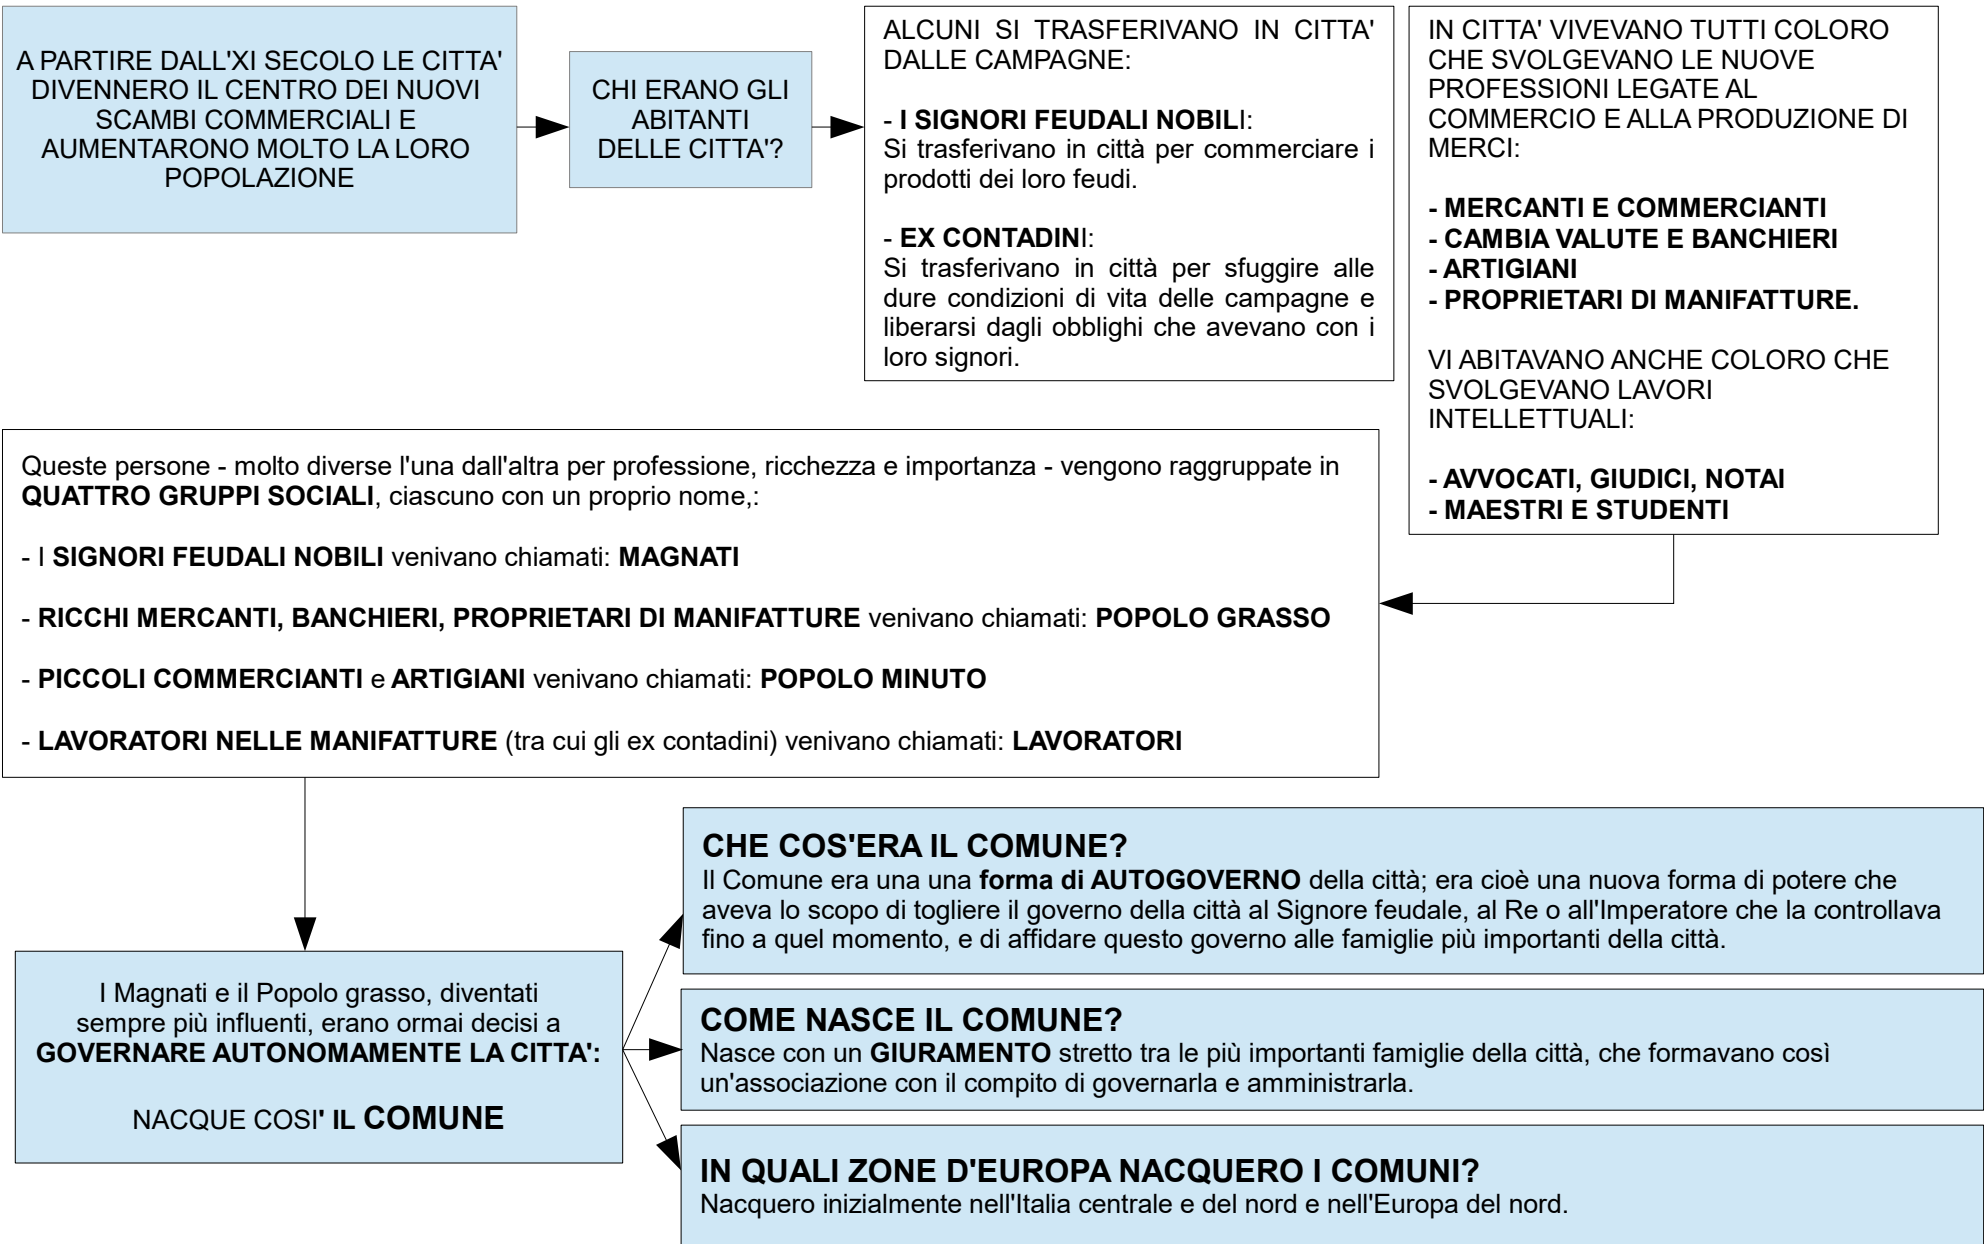 A PARTIRE DALL'XI SECOLO LE CITTA'
DIVENNERO IL CENTRO DEI NUOVI
SCAMBI COMMERCIALI E
AUMENTARONO MOLTO LA LORO
POPOLAZIONE
CHI ERANO GLI
ABITANTI
DELLE CITTA'?
ALCUNI SI TRASFERIVANO IN CITTA'
DALLE CAMPAGNE:
- I SIGNORI FEUDALI NOBILI:
Si trasferivano in città per commerciare i
prodotti dei loro feudi.
- EX CONTADINI:
Si trasferivano in città per sfuggire alle
dure condizioni di vita delle campagne e
liberarsi dagli obblighi che avevano con i
loro signori.
IN CITTA' VIVEVANO TUTTI COLORO
CHE SVOLGEVANO LE NUOVE
PROFESSIONI LEGATE AL
COMMERCIO E ALLA PRODUZIONE DI
MERCI:
- MERCANTI E COMMERCIANTI
- CAMBIA VALUTE E BANCHIERI
- ARTIGIANI
- PROPRIETARI DI MANIFATTURE.
VI ABITAVANO ANCHE COLORO CHE
SVOLGEVANO LAVORI
INTELLETTUALI:
- AVVOCATI, GIUDICI, NOTAI
- MAESTRI E STUDENTI
Queste persone - molto diverse l'una dall'altra per professione, ricchezza e importanza - vengono raggruppate in
QUATTRO GRUPPI SOCIALI, ciascuno con un proprio nome,:
- I SIGNORI FEUDALI NOBILI venivano chiamati: MAGNATI
- RICCHI MERCANTI, BANCHIERI, PROPRIETARI DI MANIFATTURE venivano chiamati: POPOLO GRASSO
- PICCOLI COMMERCIANTI e ARTIGIANI venivano chiamati: POPOLO MINUTO
- LAVORATORI NELLE MANIFATTURE (tra cui gli ex contadini) venivano chiamati: LAVORATORI
I Magnati e il Popolo grasso, diventati
sempre più influenti, erano ormai decisi a
GOVERNARE AUTONOMAMENTE LA CITTA':
NACQUE COSI' IL COMUNE
CHE COS'ERA IL COMUNE?
Il Comune era una una forma di AUTOGOVERNO della città; era cioè una nuova forma di potere che
aveva lo scopo di togliere il governo della città al Signore feudale, al Re o all'Imperatore che la controllava
fino a quel momento, e di affidare questo governo alle famiglie più importanti della città.
COME NASCE IL COMUNE?
Nasce con un GIURAMENTO stretto tra le più importanti famiglie della città, che formavano così
un'associazione con il compito di governarla e amministrarla.
IN QUALI ZONE D'EUROPA NACQUERO I COMUNI?
Nacquero inizialmente nell'Italia centrale e del nord e nell'Europa del nord.